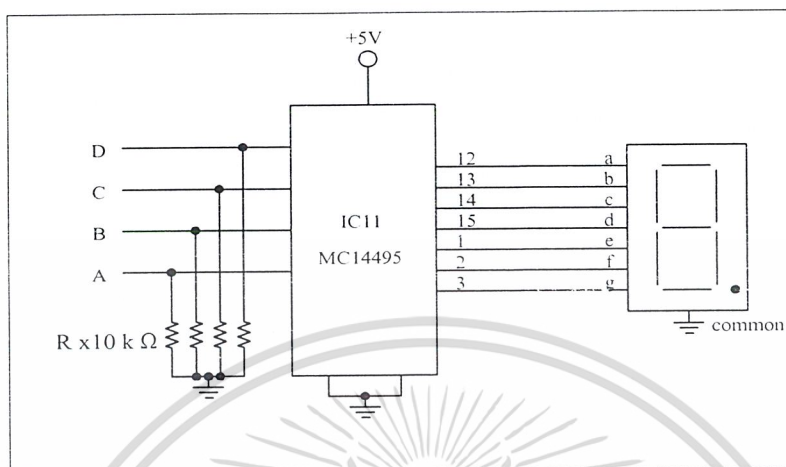 +5V
D
C
B
A
R x10 k Ω
IC11
MC14495
12 a
13 b
14 c
15 d
1 e
2 f
3 g
common